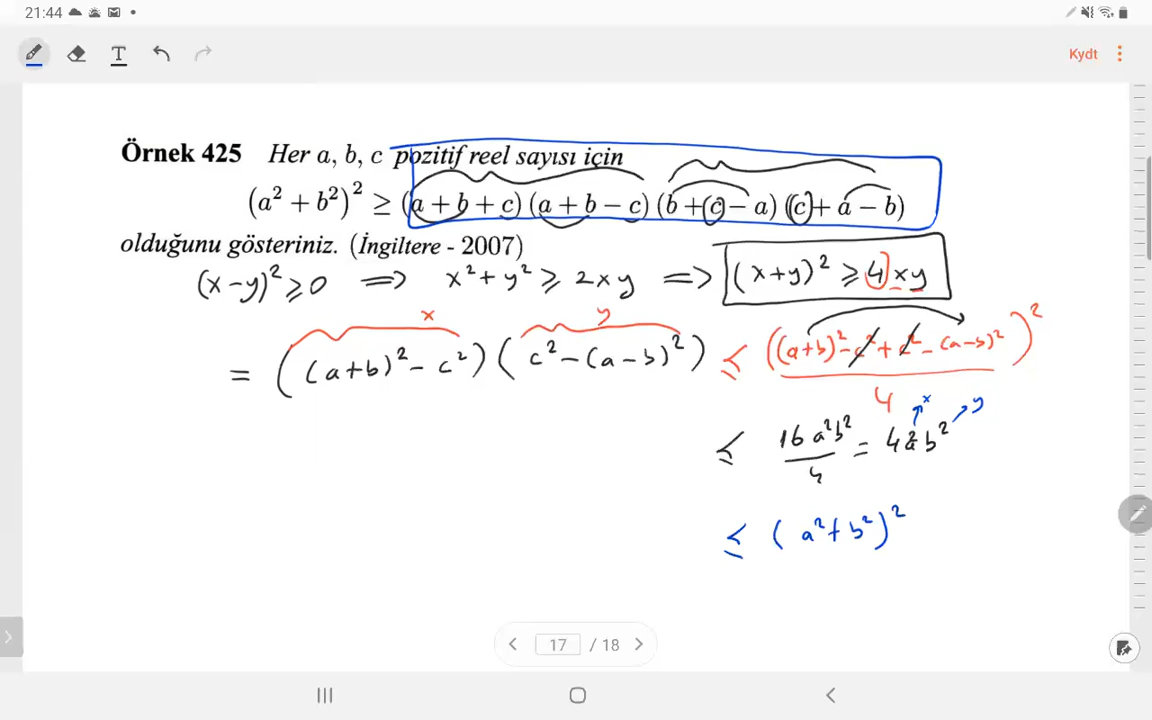 21:44
T
Kydt
Örnek 425 Her a, b, c pozitif reel sayısı için
(a² + b²)² ≥ (a + b + c) (a + b − c) (b + c − a) (c + a − b)
olduğunu gösteriniz. (İngiltere - 2007)
(x-y)² ≥ 0 ⟹ x²+y² ≥ 2xy ⟹ (x+y)² ≥ 4xy
x y
= ((a+b)² - c²) (c² - (a-b)²) ≤ ((a+b)² - c² + c² - (a-b)²)²
4
x y
≤ 16a²b²/4 = 4a²b²
≤ (a²+b²)²
17 / 18